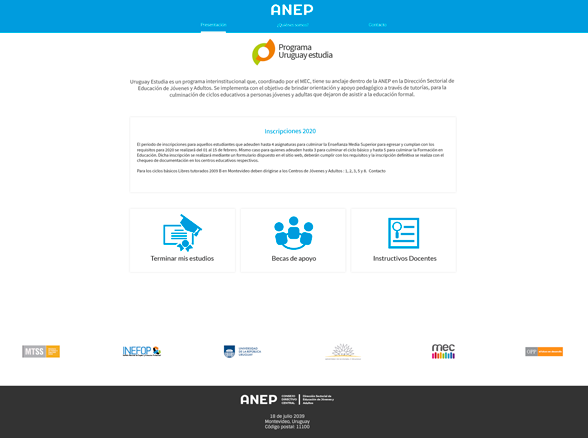 ANEP
Presentación
¿Quiénes somos?
Contacto
Programa
Uruguay estudia
Uruguay Estudia es un programa interinstitucional que, coordinado por el MEC, tiene su anclaje dentro de la ANEP en la Dirección Sectorial de
Educación de Jóvenes y Adultos. Se implementa con el objetivo de brindar orientación y apoyo pedagógico a través de tutorías, para la
culminación de ciclos educativos a personas jóvenes y adultas que dejaron de asistir a la educación formal.
Inscripciones 2020
El periodo de inscripciones para aquellos estudiantes que adeuden hasta 4 asignaturas para culminar la Enseñanza Media Superior para egresar y cumplan con los
requisitos para 2020 se realizará del 01 al 15 de febrero. Mismo caso para quienes adeuden hasta 3 para culminar el ciclo básico y hasta 5 para culminar la Formación en
Educación. Dicha inscripción se realizará mediante un formulario dispuesto en el sitio web, deberán cumplir con los requisitos y la inscripción definitiva se realiza con el
chequeo de documentación en los centros educativos respectivos.
Para los ciclos básicos Libres tutorados 2009 B en Montevideo deben dirigirse a los Centros de Jóvenes y Adultos : 1, 2, 3, 5 y 6. Contacto
Terminar mis estudios
Becas de apoyo
Instructivos Docentes
MTSS
INEFOP
UNIVERSIDAD
DE LA REPÚBLICA
URUGUAY
mec
OPP
ANEP
CONSEJO
DIRECTIVO
CENTRAL
Dirección Sectorial de
Educación de Jóvenes y
Adultos
18 de julio 2039
Montevideo, Uruguay
Código postal: 11100